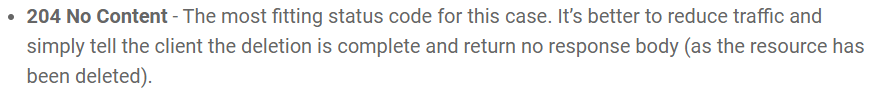 • 204 No Content - The most fitting status code for this case. It’s better to reduce traffic and
simply tell the client the deletion is complete and return no response body (as the resource has
been deleted).